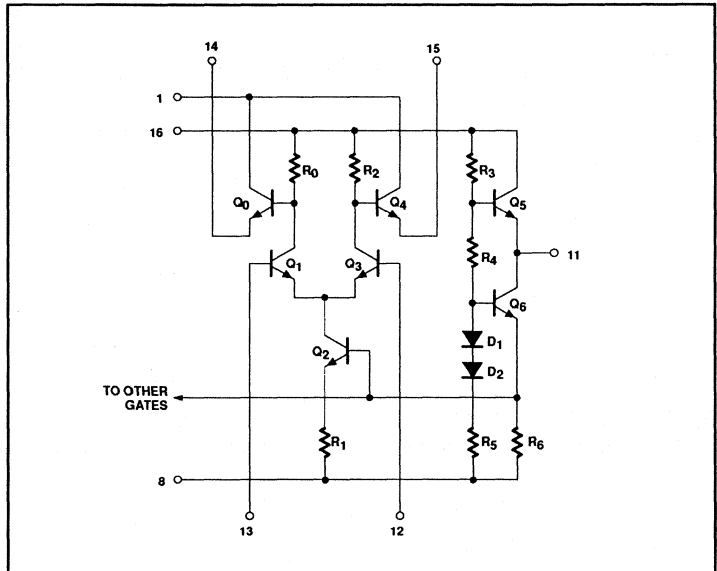 14
15
1
16
R0
R2
R3
Q0
Q4
Q5
R4
11
Q1
Q3
Q6
D1
Q2
D2
TO OTHER
GATES
R1
R5
R6
8
13
12